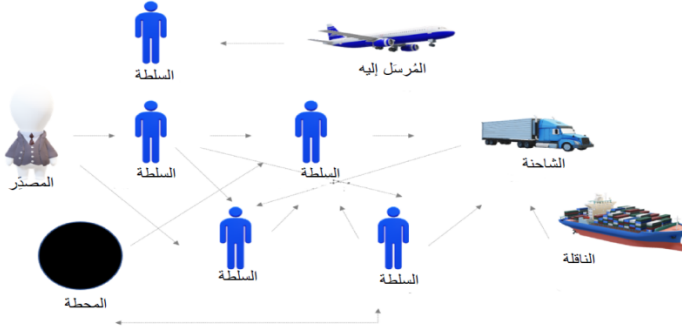 السلطة
المُرسَل إليه
المصدِّر
السلطة
السلطة
الشاحنة
المحطة
السلطة
السلطة
الناقلة